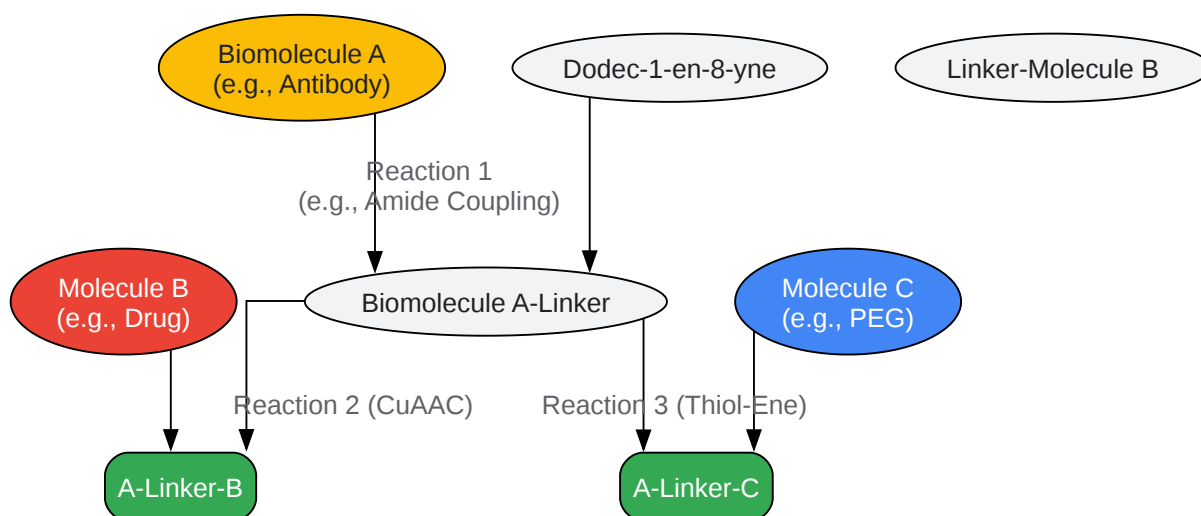 Biomolecule A
(e.g., Antibody)
Dodec-1-en-8-yne
Linker-Molecule B
Reaction 1
(e.g., Amide Coupling)
Molecule B
(e.g., Drug)
Biomolecule A-Linker
Molecule C
(e.g., PEG)
Reaction 2 (CuAAC)
Reaction 3 (Thiol-Ene)
A-Linker-B
A-Linker-C